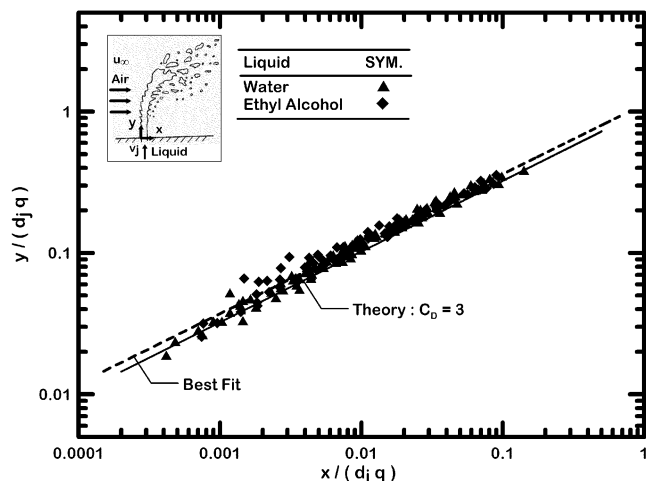 u∞
Air
y
x
vj
Liquid
Liquid SYM.
Water
Ethyl Alcohol
y / ( dj q )
1
0.1
0.01
Theory : CD = 3
Best Fit
0.0001 0.001 0.01 0.1 1
x / ( dj q )